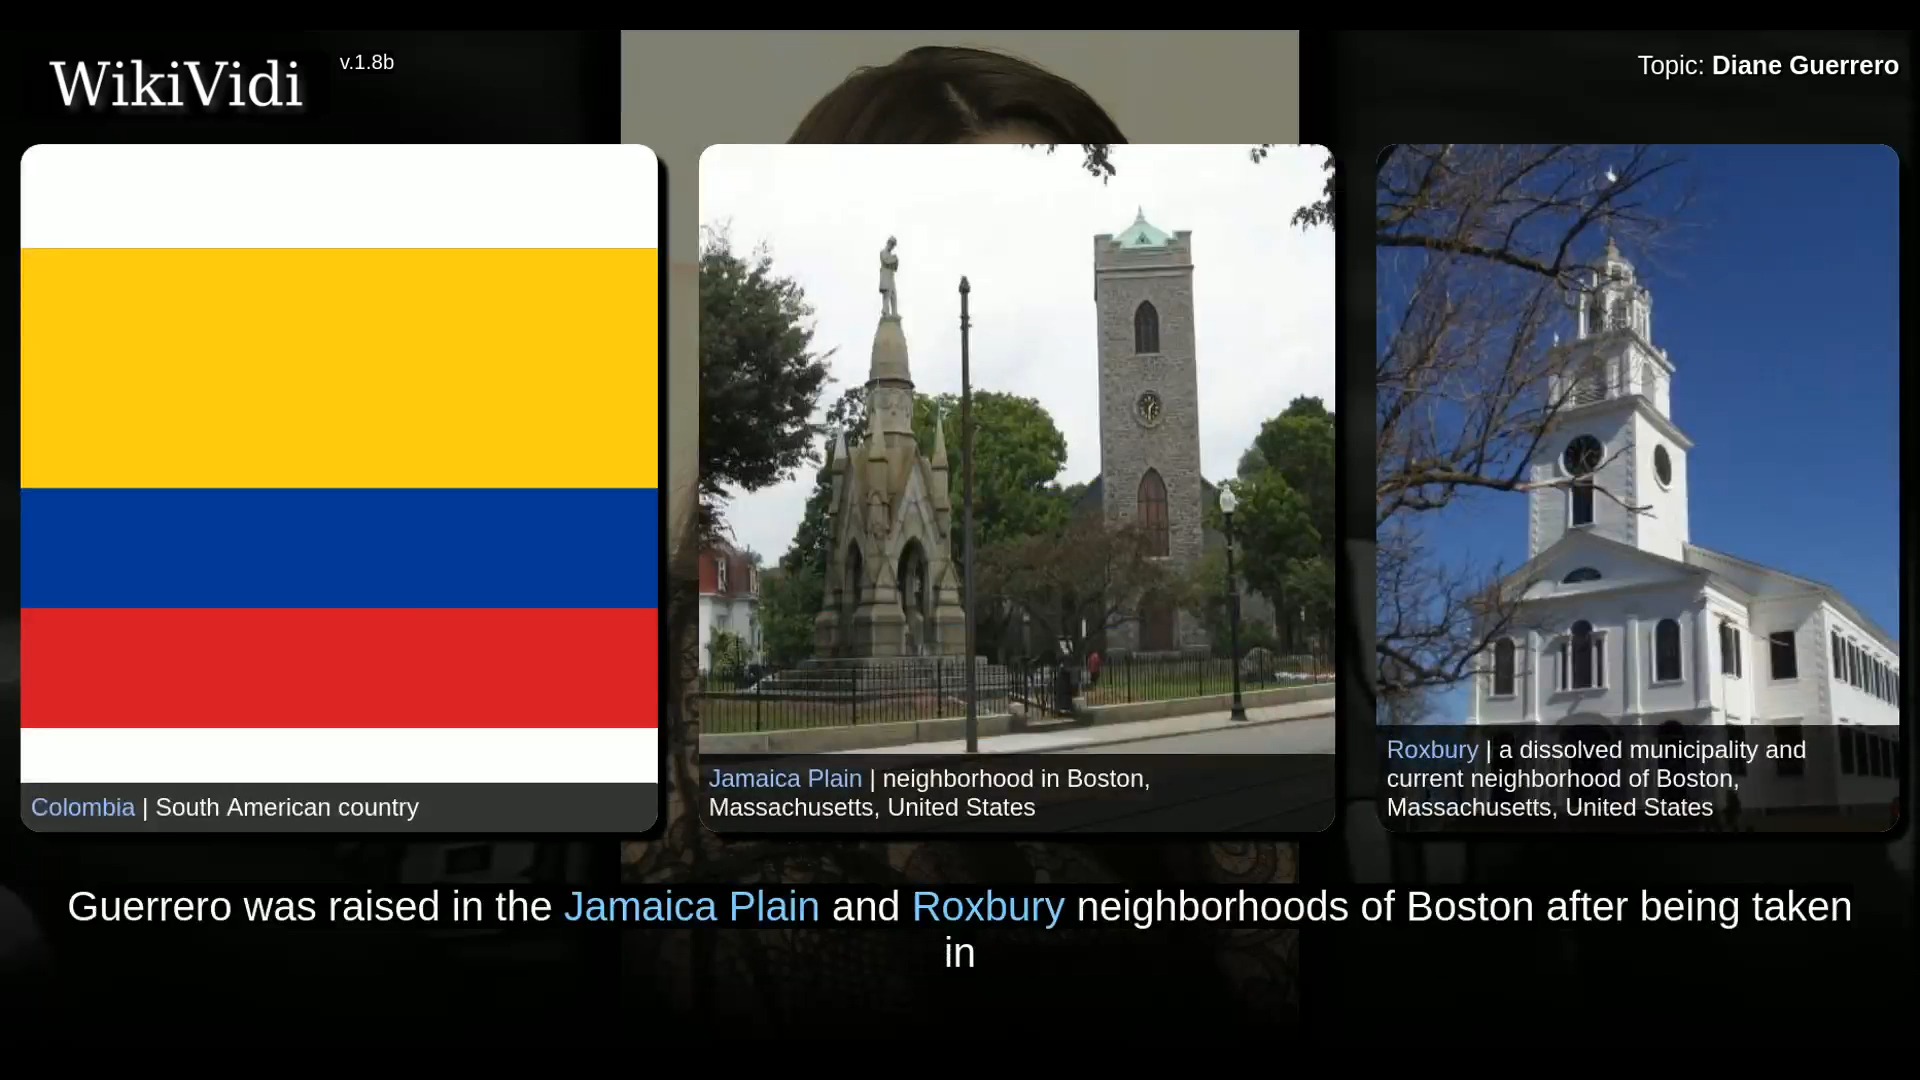 WikiVidi
v.1.8b
Topic: Diane Guerrero
Colombia | South American country
Jamaica Plain | neighborhood in Boston,
Massachusetts, United States
Roxbury | a dissolved municipality and
current neighborhood of Boston,
Massachusetts, United States
Guerrero was raised in the Jamaica Plain and Roxbury neighborhoods of Boston after being taken
in